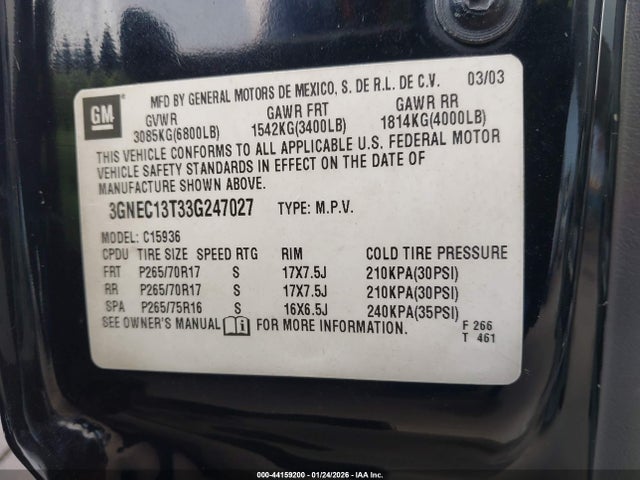 GM
MFD BY GENERAL MOTORS DE MEXICO, S. DE R.L. DE C.V. 03/03
GVWR GAWR FRT GAWR RR
3085KG(6800LB) 1542KG(3400LB) 1814KG(4000LB)
THIS VEHICLE CONFORMS TO ALL APPLICABLE U.S. FEDERAL MOTOR
VEHICLE SAFETY STANDARDS IN EFFECT ON THE DATE OF
MANUFACTURE SHOWN ABOVE.
3GNEC13T33G247027 TYPE: M.P.V.
MODEL: C15936
CPDU TIRE SIZE SPEED RTG RIM COLD TIRE PRESSURE
FRT P265/70R17 S 17X7.5J 210KPA(30PSI)
RR P265/70R17 S 17X7.5J 210KPA(30PSI)
SPA P265/75R16 S 16X6.5J 240KPA(35PSI)
SEE OWNER'S MANUAL FOR MORE INFORMATION. F 266
T 461
000-44159200 - 01/24/2026 - IAA Inc.